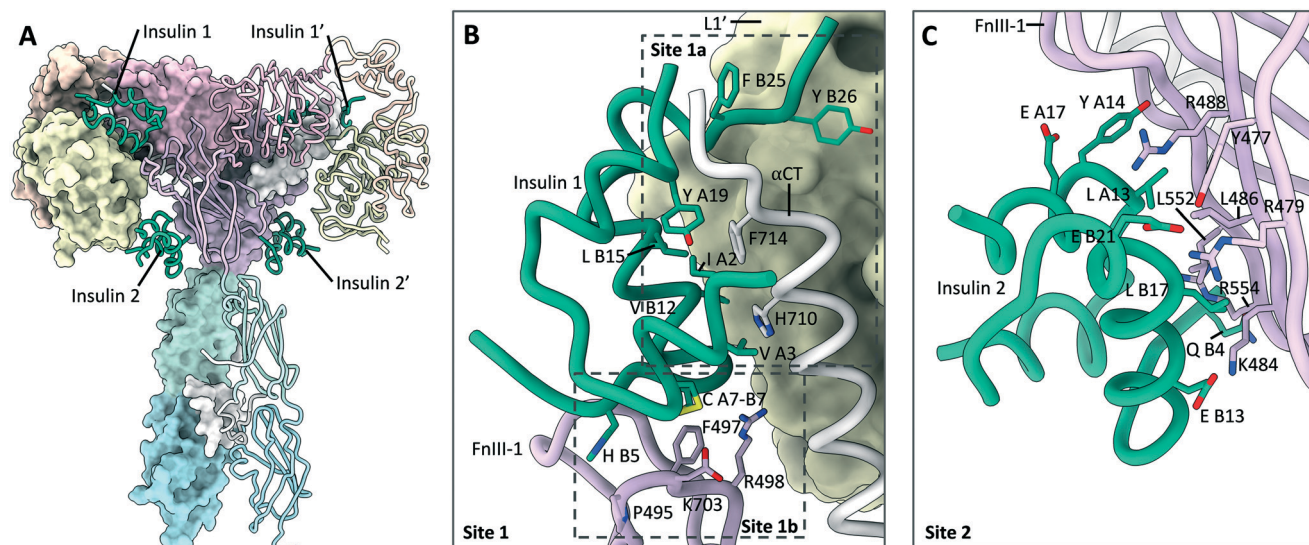 A
Insulin 1
Insulin 1’
Insulin 2
Insulin 2’
B
L1’
Site 1a
F B25
Y B26
Insulin 1
αCT
Y A19
F714
L B15
I A2
V B12
H710
V A3
C A7-B7
F497
FnIII-1
H B5
R498
K703
P495
Site 1
Site 1b
C
FnIII-1
Y A14
R488
E A17
Y477
L A13
L552
L486
R479
E B21
Insulin 2
L B17
R554
Q B4
K484
E B13
Site 2